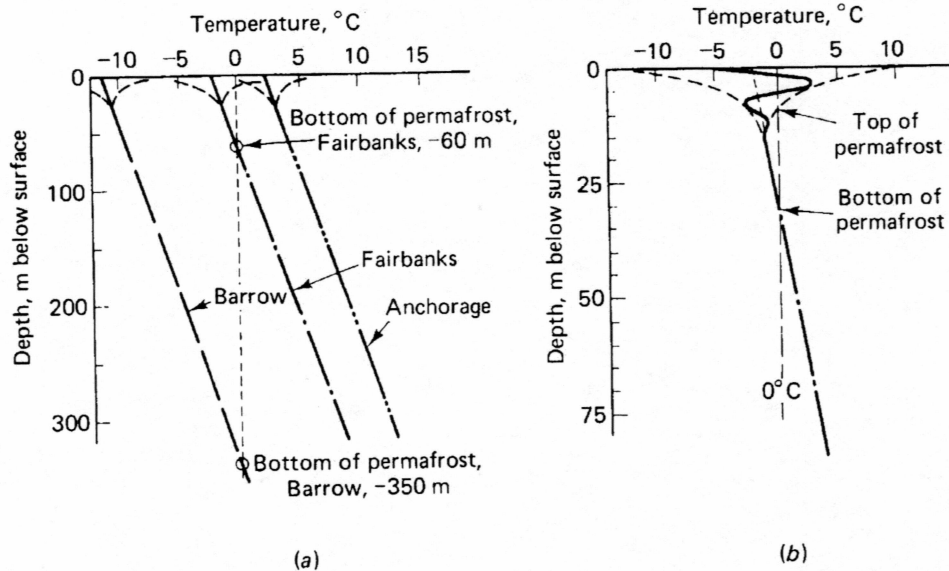 Temperature, °C
−10 −5 0 5 10 15
0
100
200
300
Depth, m below surface
Bottom of permafrost,
Fairbanks, −60 m
Fairbanks
Barrow
Anchorage
Bottom of permafrost,
Barrow, −350 m
(a)
Temperature, °C
−10 −5 0 5 10
0
25
50
75
Depth, m below surface
Top of
permafrost
Bottom of
permafrost
0°C
(b)